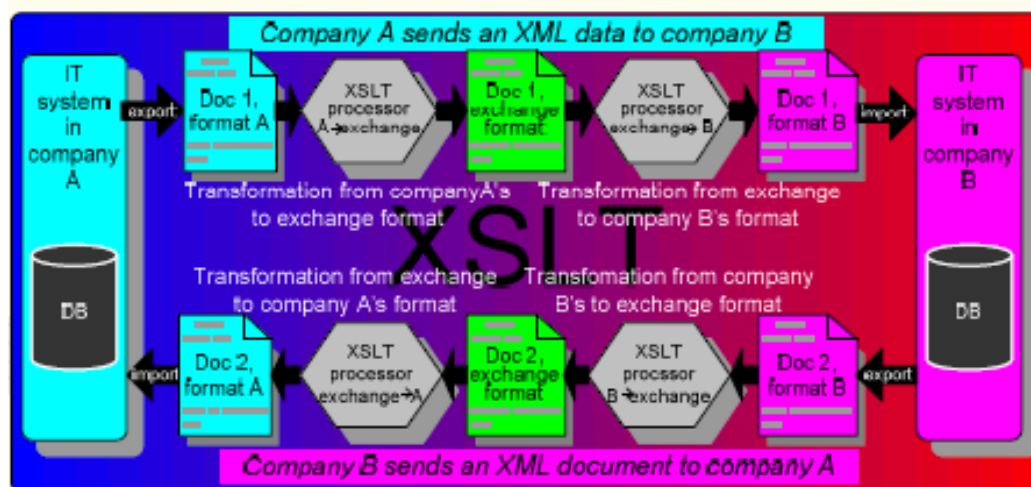 Company A sends an XML data to company B
IT
system
in
company
A
DB
export
Doc 1,
format A
XSLT
processor
A→exchange
Doc 1,
exchange
format
XSLT
processor
exchange→B
Doc 1,
format B
import
IT
system
in
company
B
DB
Transformation from companyA's
to exchange format
Transformation from exchange
to company B's format
XSLT
Transformation from exchange
to company A's format
Transfomation from company
B's to exchange format
import
Doc 2,
format A
XSLT
processor
exchange→A
Doc 2,
exchange
format
XSLT
procssor
B→exchange
Doc 2,
format B
export
Company B sends an XML document to company A